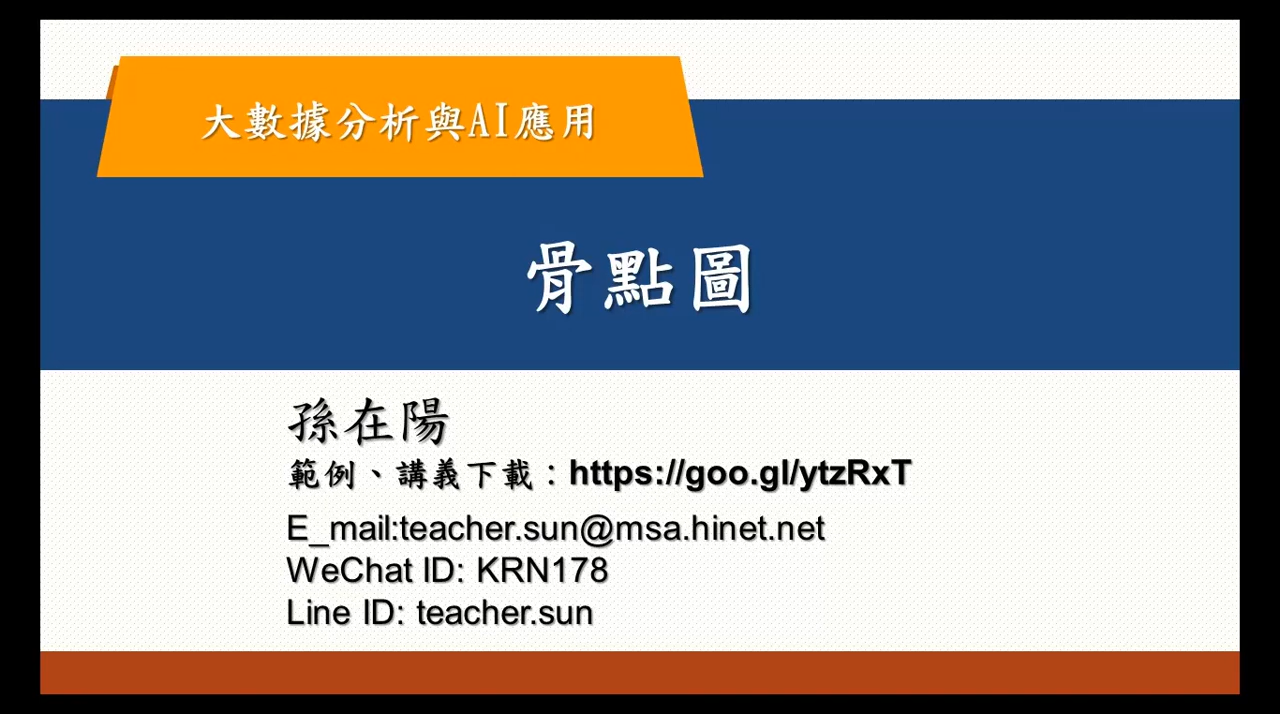 大數據分析與AI應用
骨點圖
孫在陽
範例、講義下載：https://goo.gl/ytzRxT
E_mail:teacher.sun@msa.hinet.net
WeChat ID: KRN178
Line ID: teacher.sun